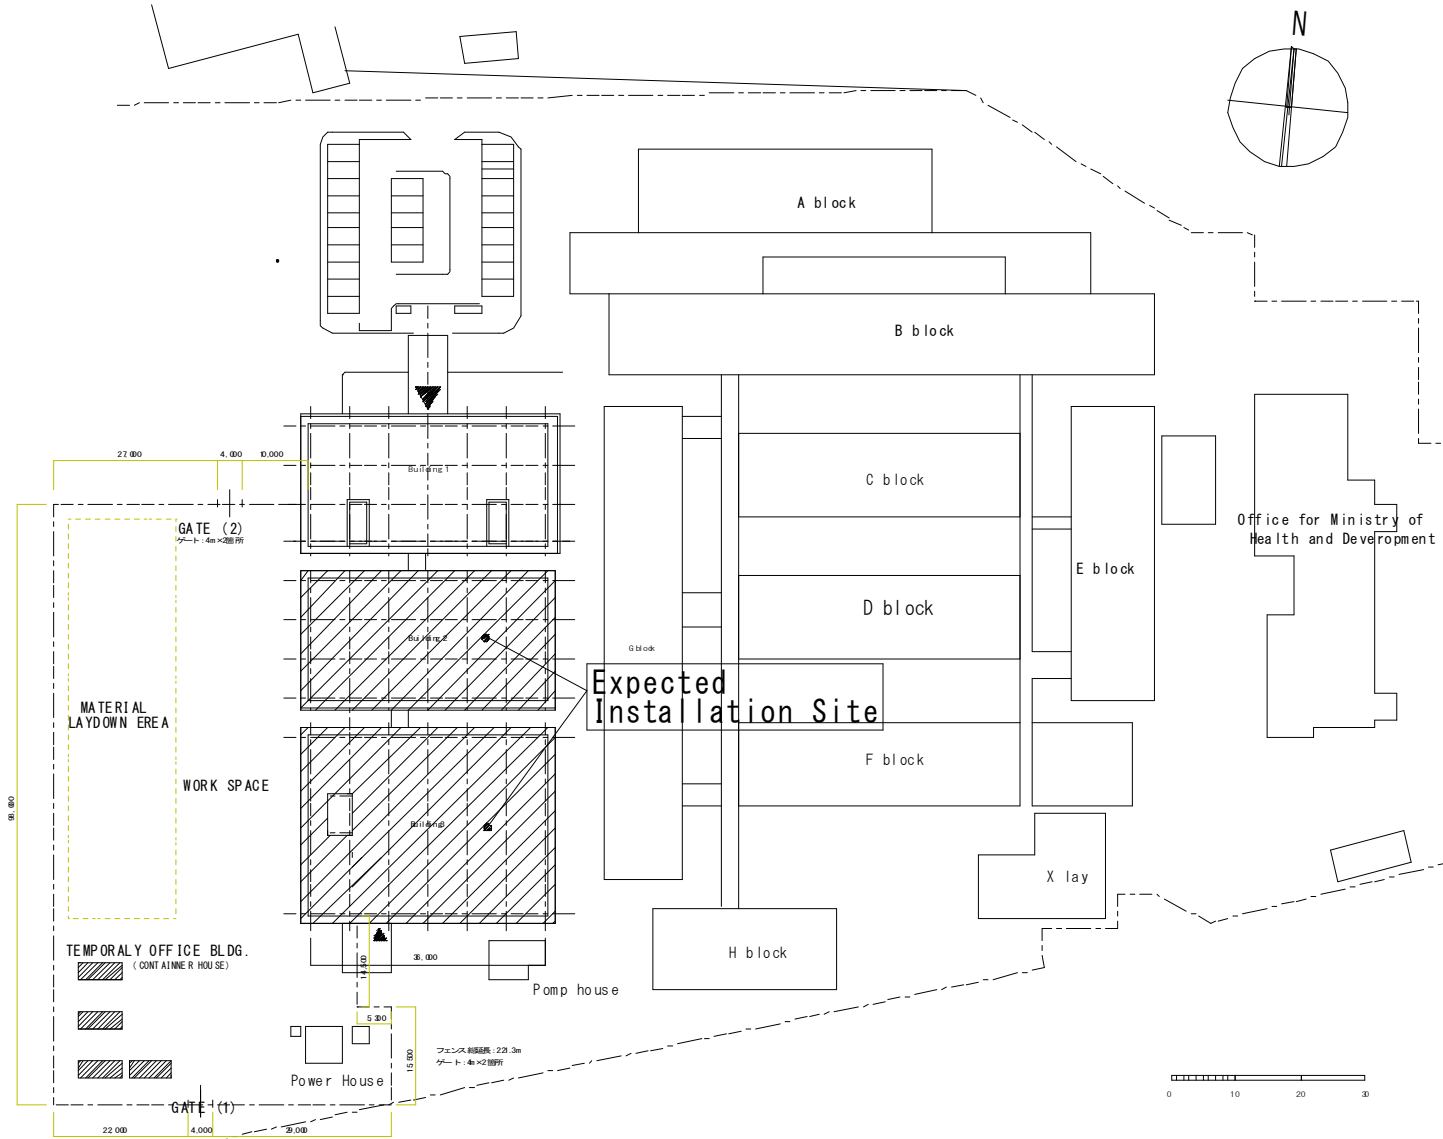 N
A block
B block
27,000
4,000
10,000
Building 1
C block
GATE (2)
ゲート:4m×2箇所
Office for Ministry of
Health and Deveropment
E block
D block
Building 2
G block
Expected
Installation Site
MATERIAL
LAYDOWN EREA
F block
WORK SPACE
Building3
98,000
X lay
TEMPORALY OFFICE BLDG.
(CONTAINNER HOUSE)
36,000
14,500
H block
Pomp house
5,300
15,500
フェンス総延長:221.3m
ゲート:4m×2箇所
Power House
GATE (1)
22,000
4,000
29,000
0
10
20
30